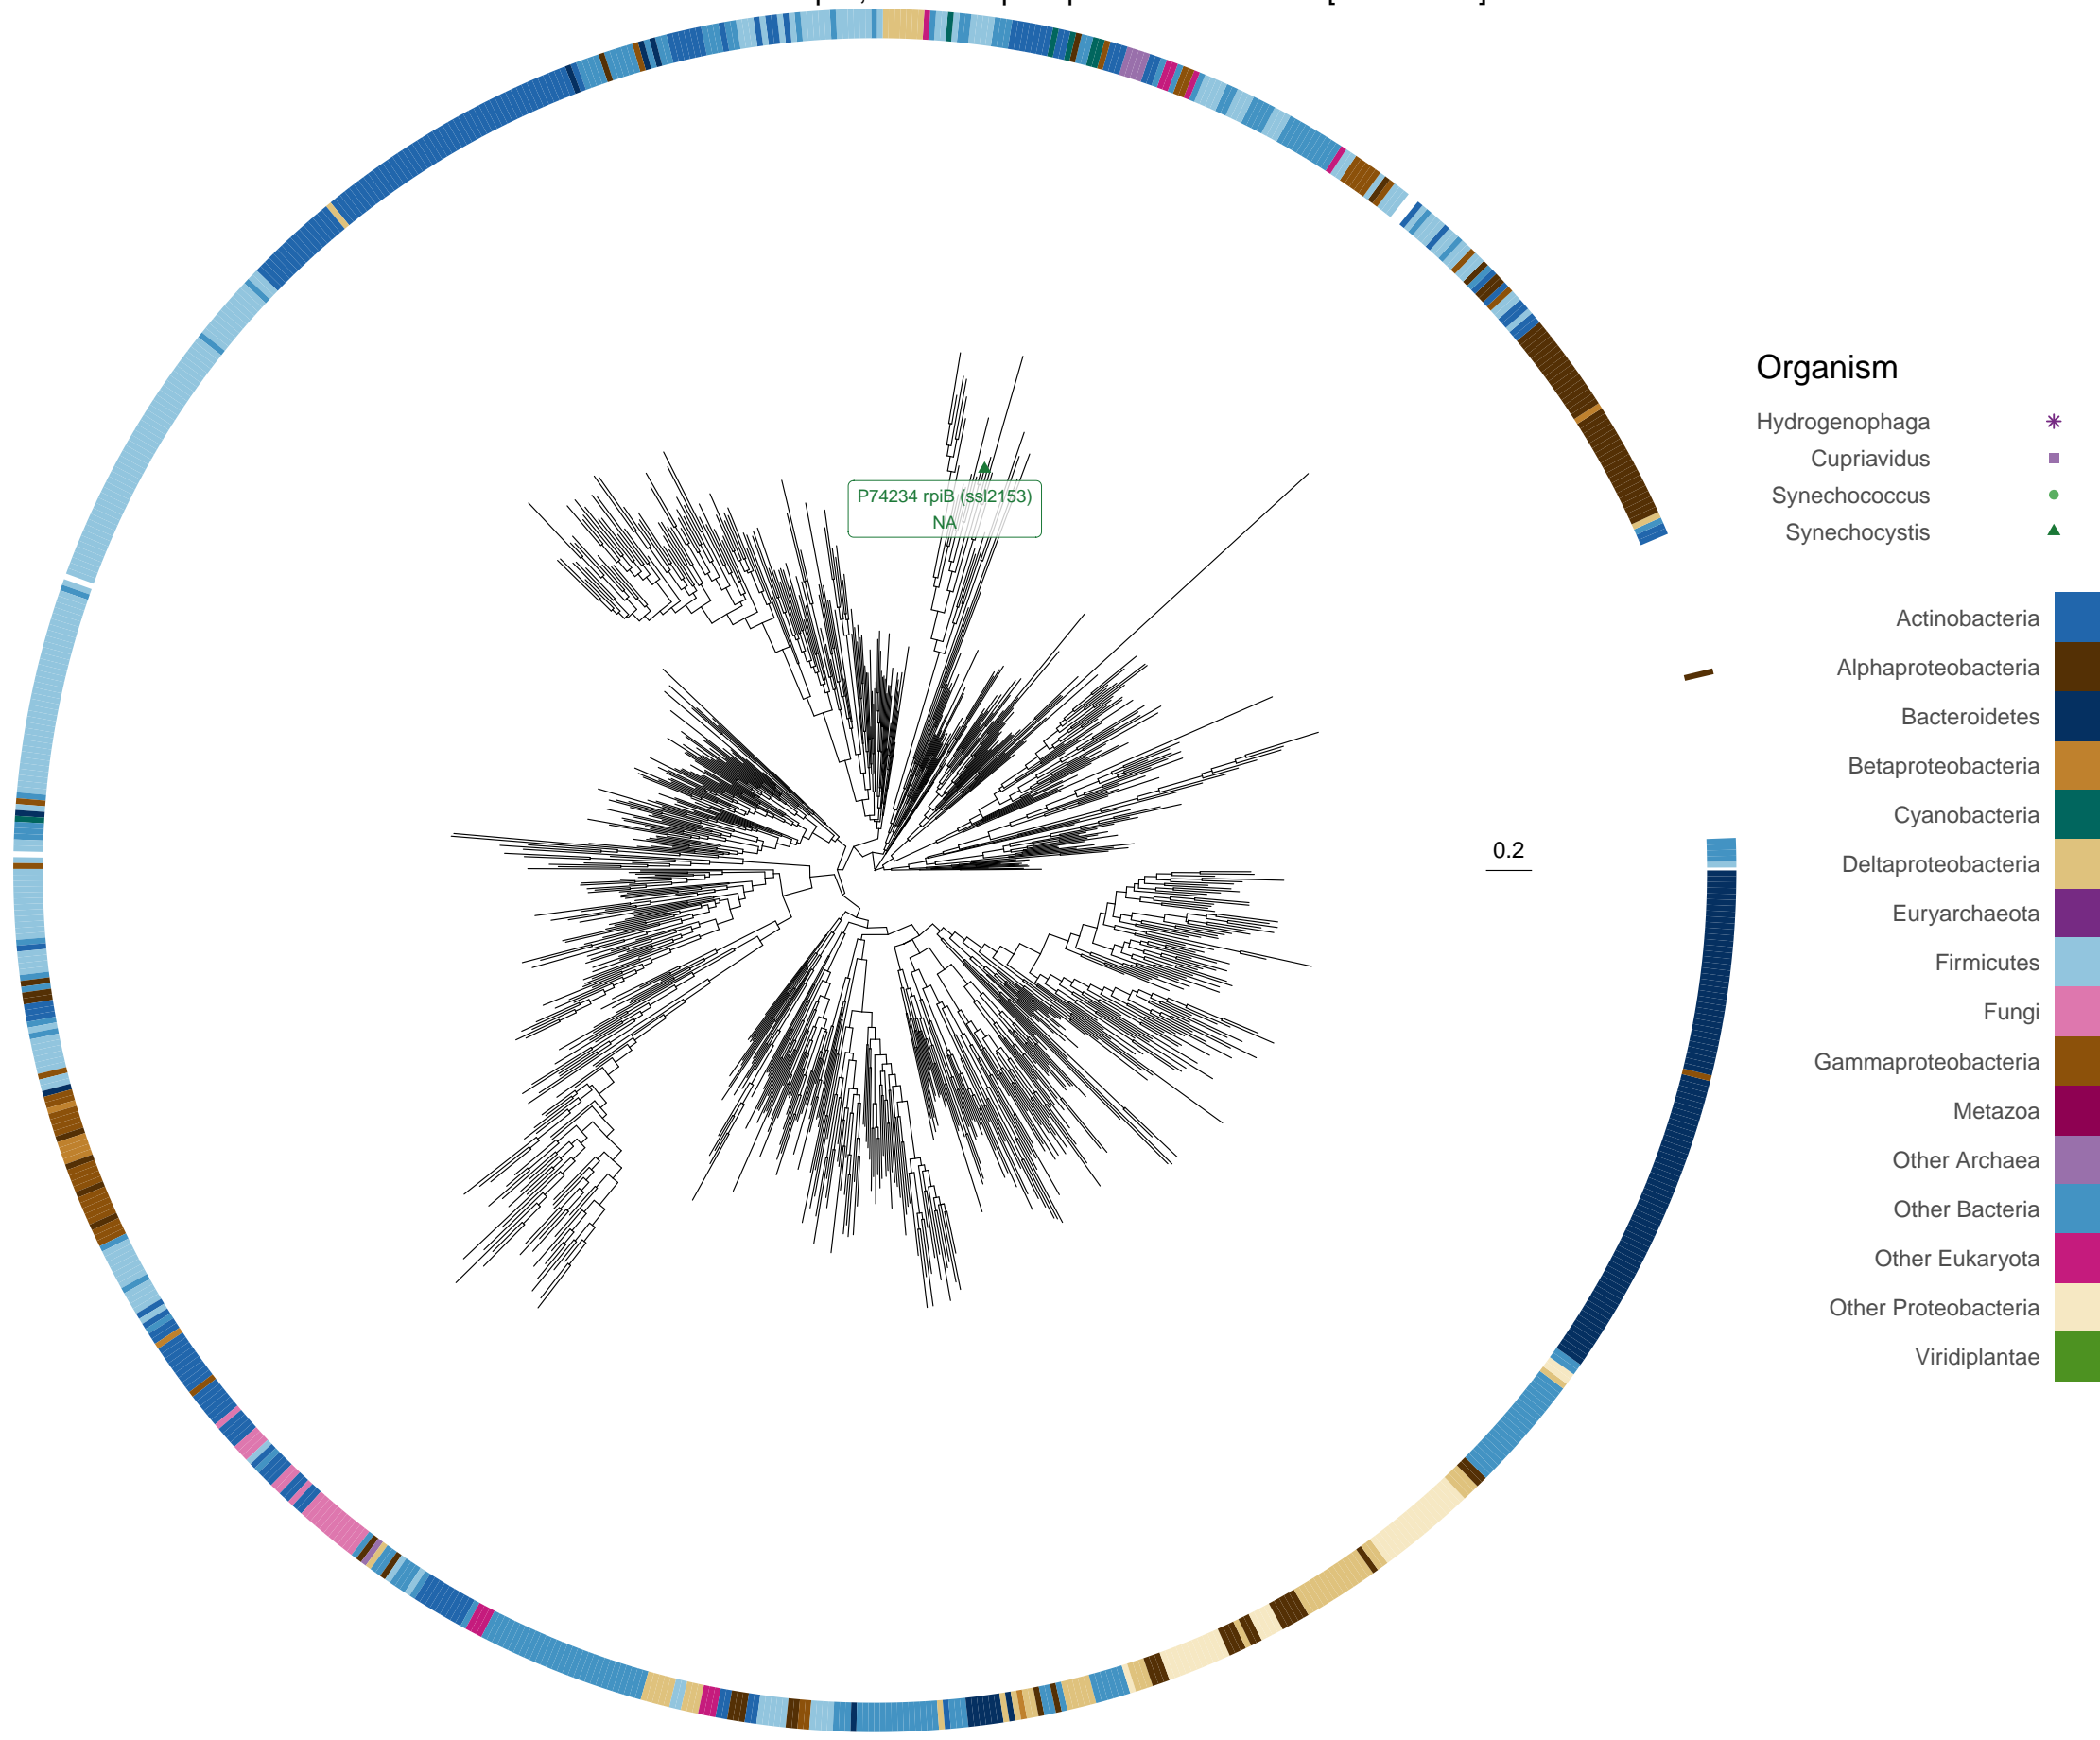 Organism
Hydrogenophaga
Cupriavidus
Synechococcus
Synechocystis
P74234 rpiB (ssl2153)
NA
0.2
Actinobacteria
Alphaproteobacteria
Bacteroidetes
Betaproteobacteria
Cyanobacteria
Deltaproteobacteria
Euryarchaeota
Firmicutes
Fungi
Gammaproteobacteria
Metazoa
Other Archaea
Other Bacteria
Other Eukaryota
Other Proteobacteria
Viridiplantae